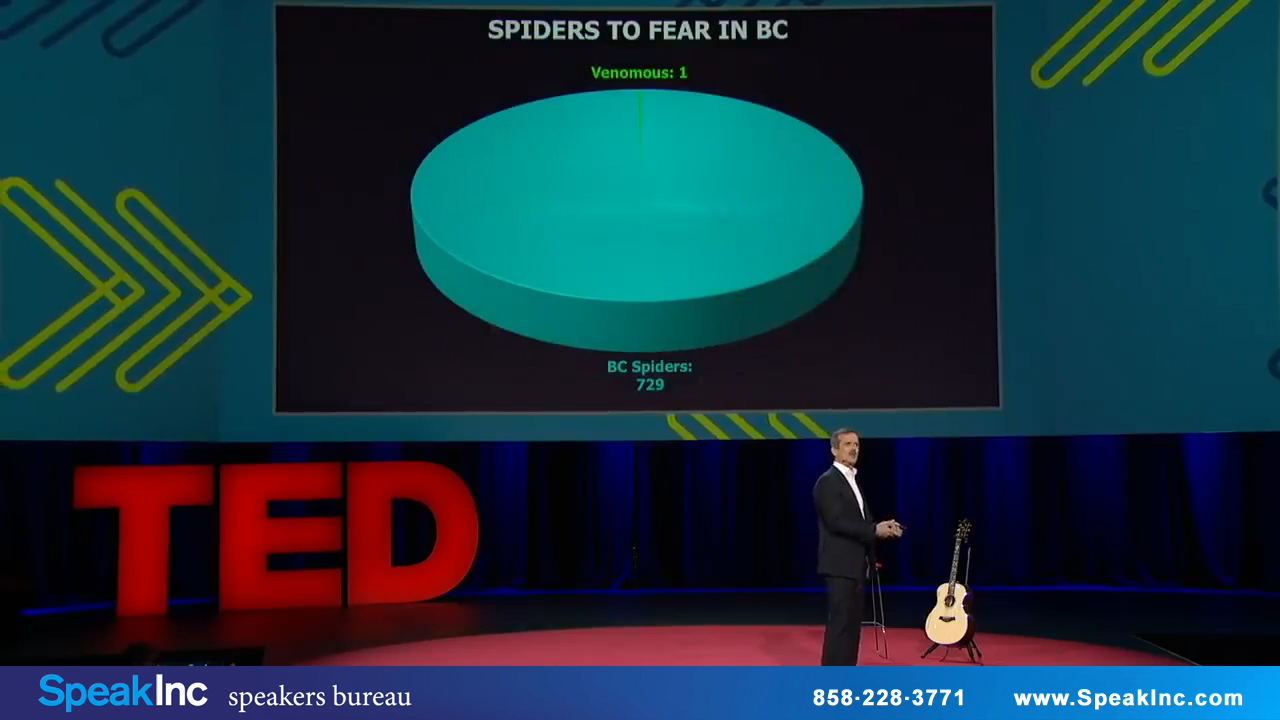 SPIDERS TO FEAR IN BC
Venomous: 1
BC Spiders:
729
TED
SpeakInc speakers bureau 858-228-3771 www.SpeakInc.com